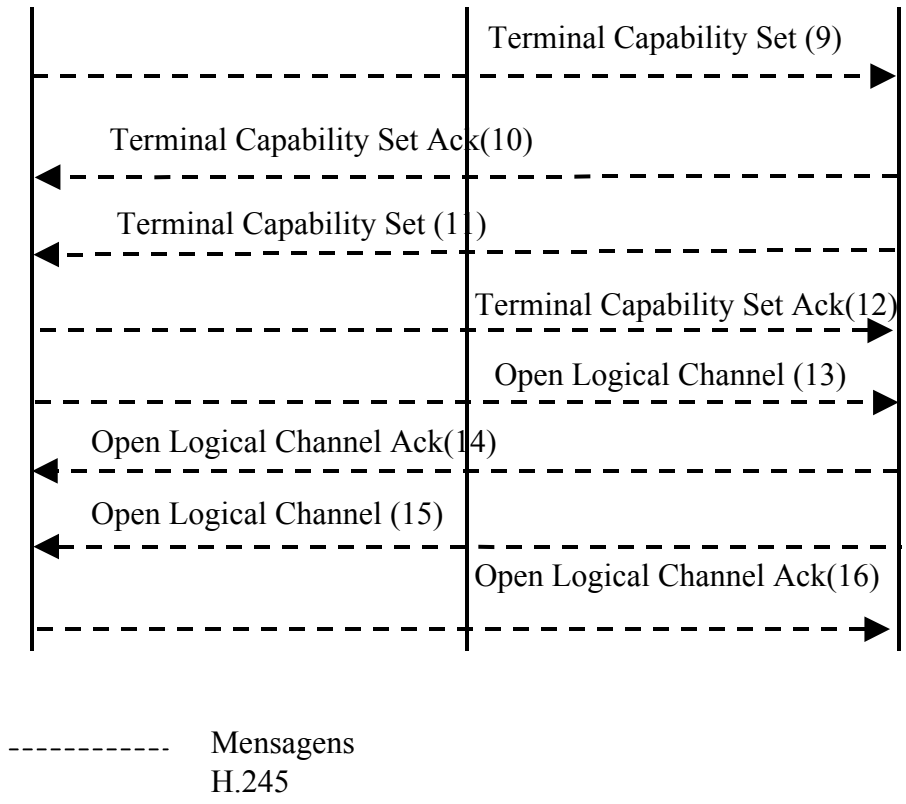 Terminal Capability Set (9)
Terminal Capability Set Ack(10)
Terminal Capability Set (11)
Terminal Capability Set Ack(12)
Open Logical Channel (13)
Open Logical Channel Ack(14)
Open Logical Channel (15)
Open Logical Channel Ack(16)
Mensagens
H.245